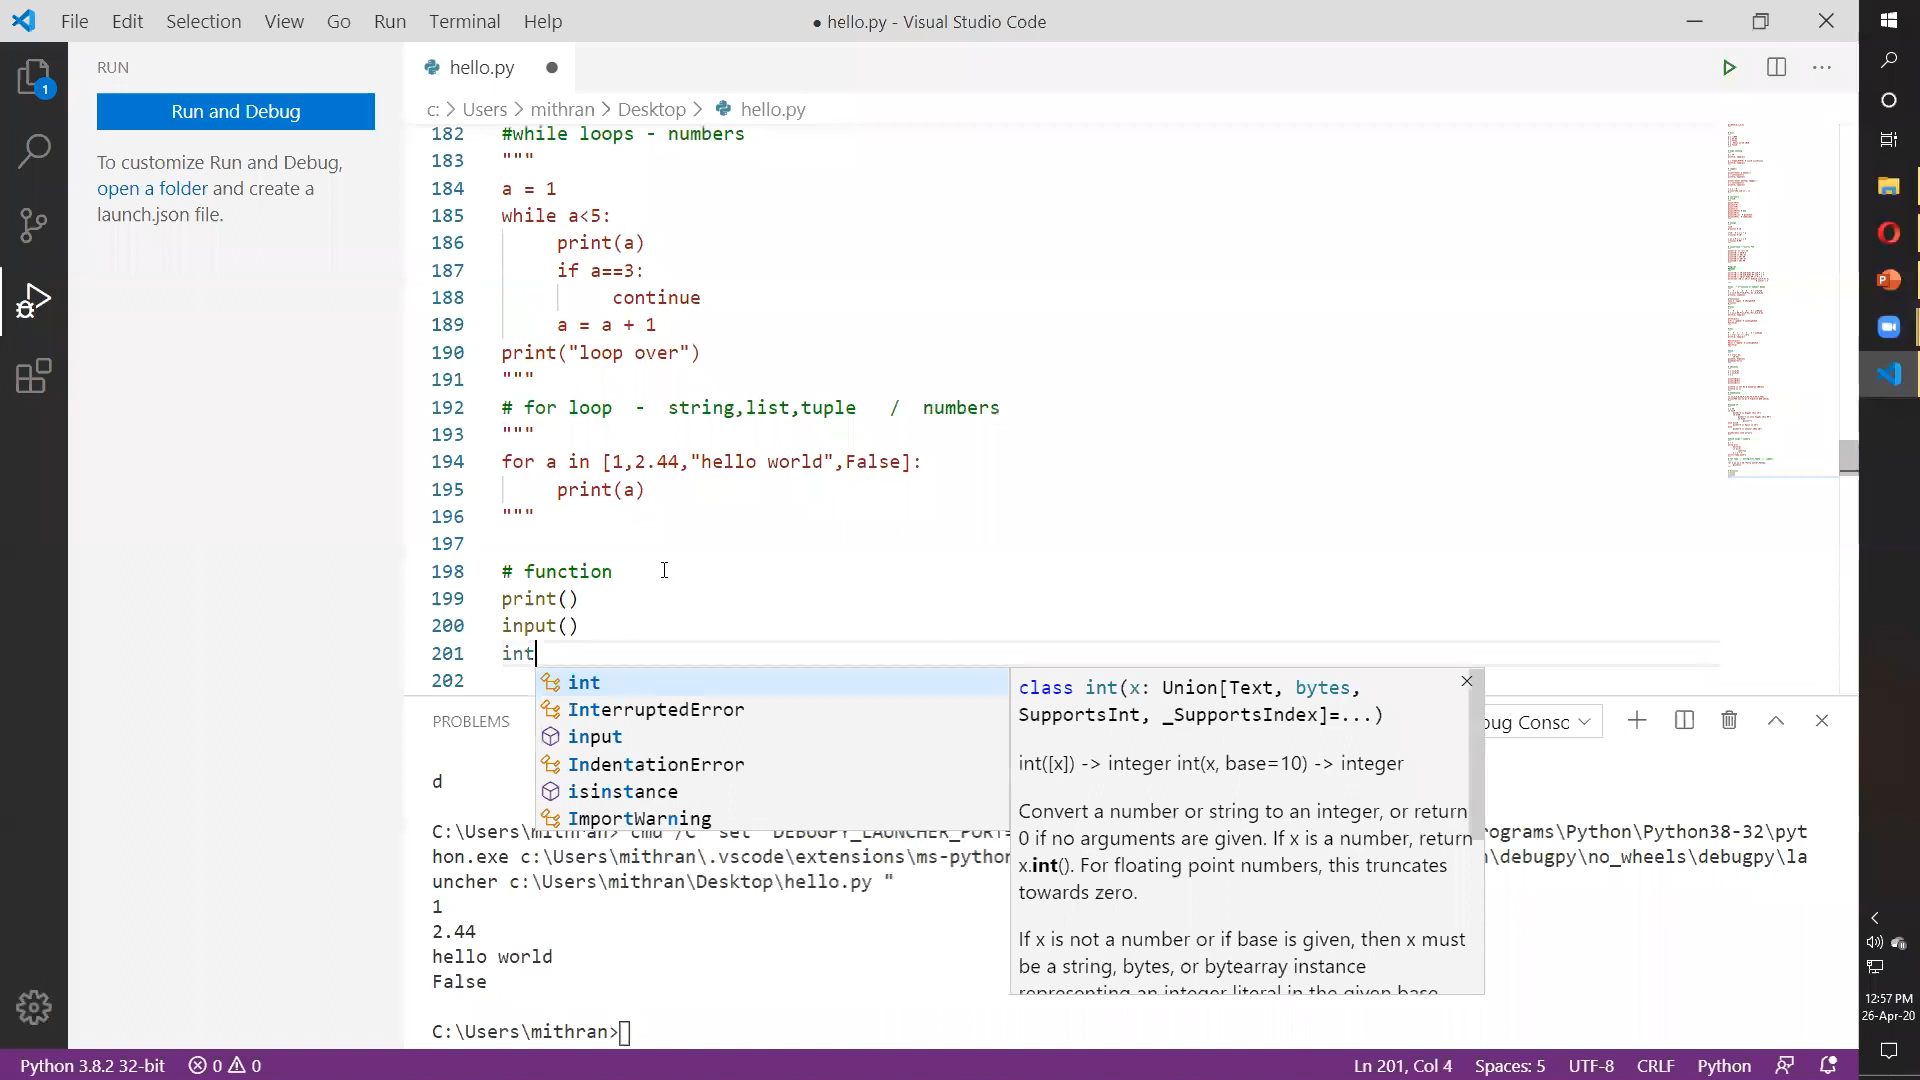 File Edit Selection View Go Run Terminal Help ● hello.py - Visual Studio Code
RUN
Run and Debug
To customize Run and Debug,
open a folder and create a
launch.json file.
1
hello.py ●
c: > Users > mithran > Desktop > hello.py
182 #while loops - numbers
183 """
184 a = 1
185 while a<5:
186 print(a)
187 if a==3:
188 continue
189 a = a + 1
190 print("loop over")
191 """
192 # for loop - string,list,tuple / numbers
193 """
194 for a in [1,2.44,"hello world",False]:
195 print(a)
196 """
197
198 # function
199 print()
200 input()
201 int
202
int
InterruptedError
input
IndentationError
isinstance
ImportWarning
class int(x: Union[Text, bytes,
SupportsInt, _SupportsIndex]=...)
int([x]) -> integer int(x, base=10) -> integer
Convert a number or string to an integer, or return
0 if no arguments are given. If x is a number, return
x.int(). For floating point numbers, this truncates
towards zero.
If x is not a number or if base is given, then x must
be a string, bytes, or bytearray instance
representing an integer literal in the given base.
PROBLEMS
bug Consc
d
C:\Users\mithran> cmd /C "set "DEBUGPY_LAUNCHER_PORT= rograms\Python\Python38-32\pyt
hon.exe c:\Users\mithran\.vscode\extensions\ms-python \debugpy\no_wheels\debugpy\la
uncher c:\Users\mithran\Desktop\hello.py "
1
2.44
hello world
False
C:\Users\mithran>
Python 3.8.2 32-bit 0 0 Ln 201, Col 4 Spaces: 5 UTF-8 CRLF Python
12:57 PM
26-Apr-20